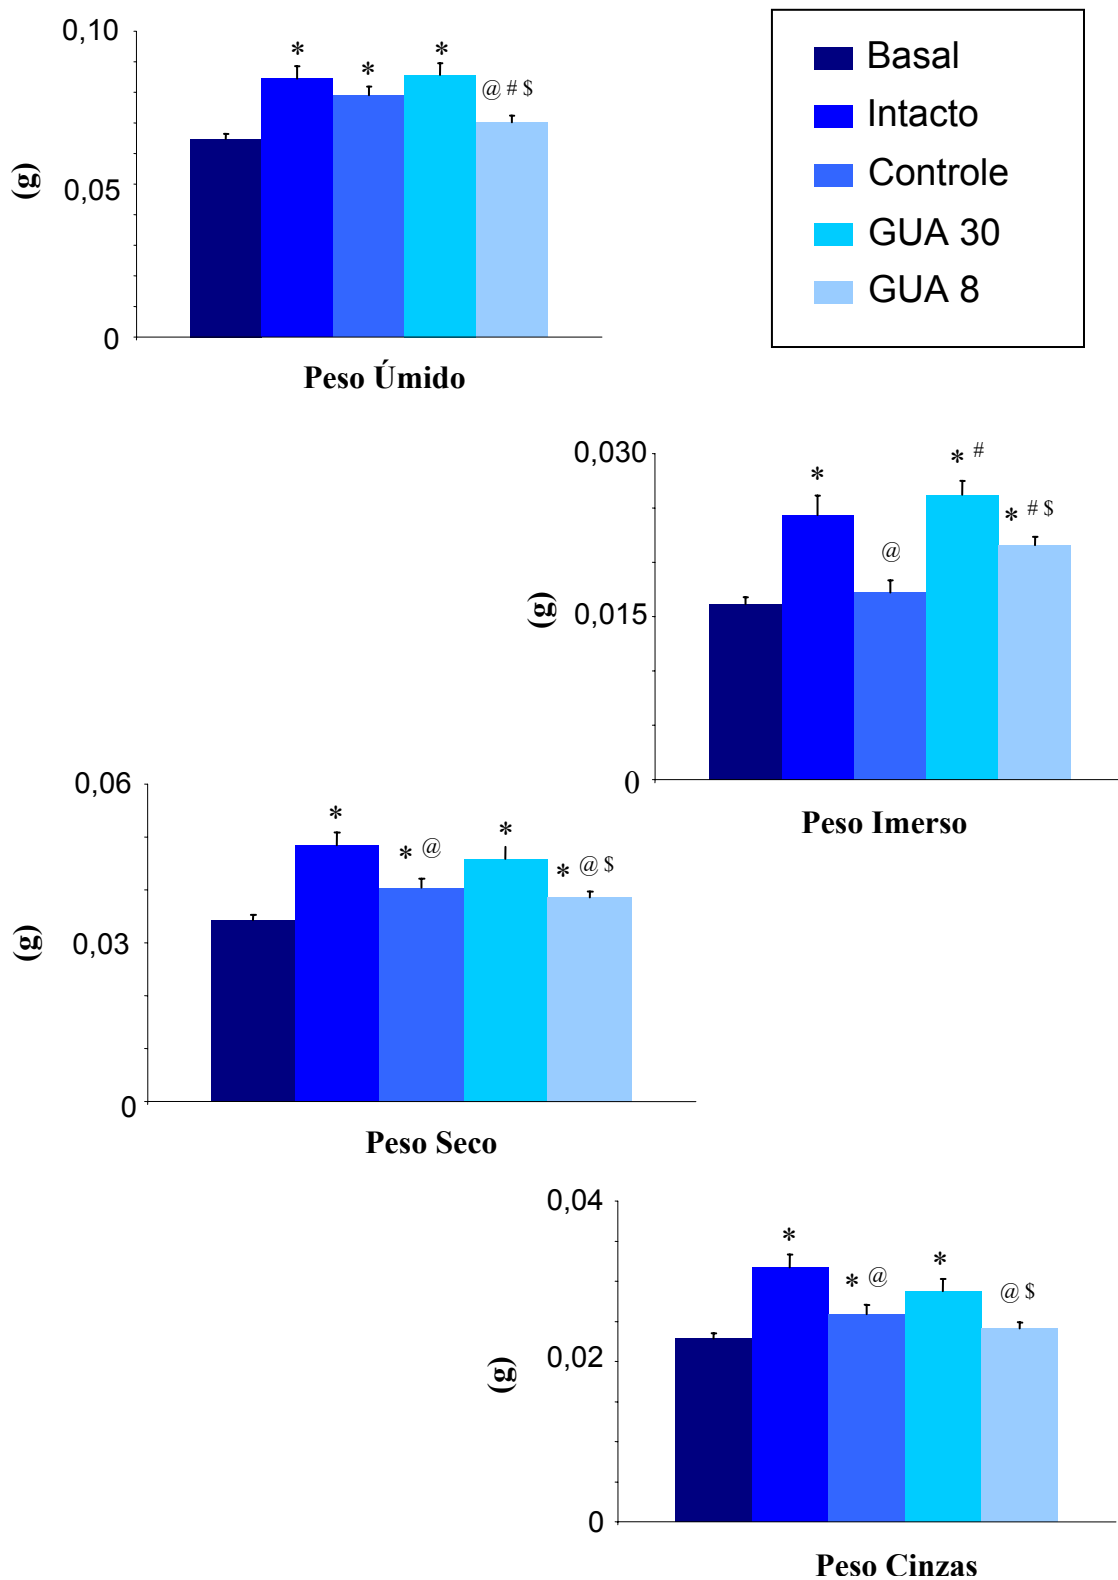 0,10
* * * @ # $
(g)
0,05
0
Peso Úmido
Basal
Intacto
Controle
GUA 30
GUA 8
0,030
* @ * # * # $
(g)
0,015
0
Peso Imerso
0,06
* * @ * * @ $
(g)
0,03
0
Peso Seco
0,04
* * @ * @ $
(g)
0,02
0
Peso Cinzas